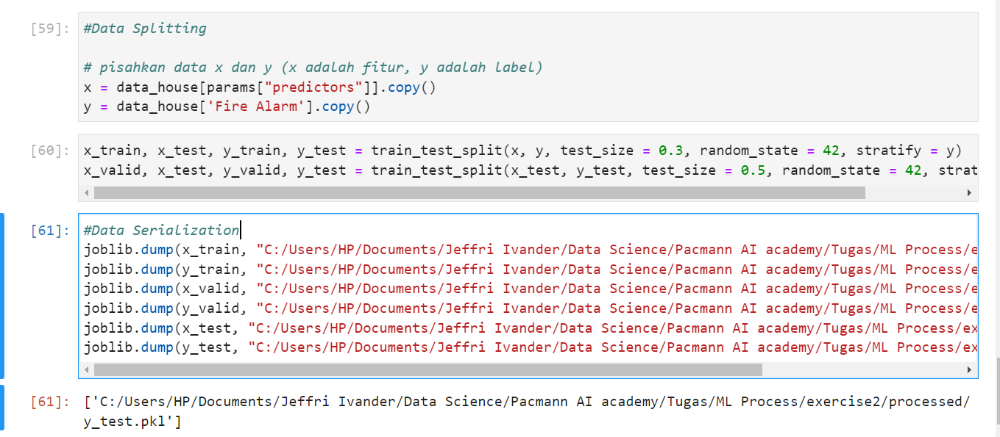 [59]: #Data Splitting
# pisahkan data x dan y (x adalah fitur, y adalah label)
x = data_house[params["predictors"]].copy()
y = data_house['Fire Alarm'].copy()
[60]: x_train, x_test, y_train, y_test = train_test_split(x, y, test_size = 0.3, random_state = 42, stratify = y)
x_valid, x_test, y_valid, y_test = train_test_split(x_test, y_test, test_size = 0.5, random_state = 42, strat
[61]: #Data Serialization
joblib.dump(x_train, "C:/Users/HP/Documents/Jeffri Ivander/Data Science/Pacmann AI academy/Tugas/ML Process/e
joblib.dump(y_train, "C:/Users/HP/Documents/Jeffri Ivander/Data Science/Pacmann AI academy/Tugas/ML Process/e
joblib.dump(x_valid, "C:/Users/HP/Documents/Jeffri Ivander/Data Science/Pacmann AI academy/Tugas/ML Process/e
joblib.dump(y_valid, "C:/Users/HP/Documents/Jeffri Ivander/Data Science/Pacmann AI academy/Tugas/ML Process/e
joblib.dump(x_test, "C:/Users/HP/Documents/Jeffri Ivander/Data Science/Pacmann AI academy/Tugas/ML Process/ex
joblib.dump(y_test, "C:/Users/HP/Documents/Jeffri Ivander/Data Science/Pacmann AI academy/Tugas/ML Process/ex
[61]: ['C:/Users/HP/Documents/Jeffri Ivander/Data Science/Pacmann AI academy/Tugas/ML Process/exercise2/processed/
y_test.pkl']